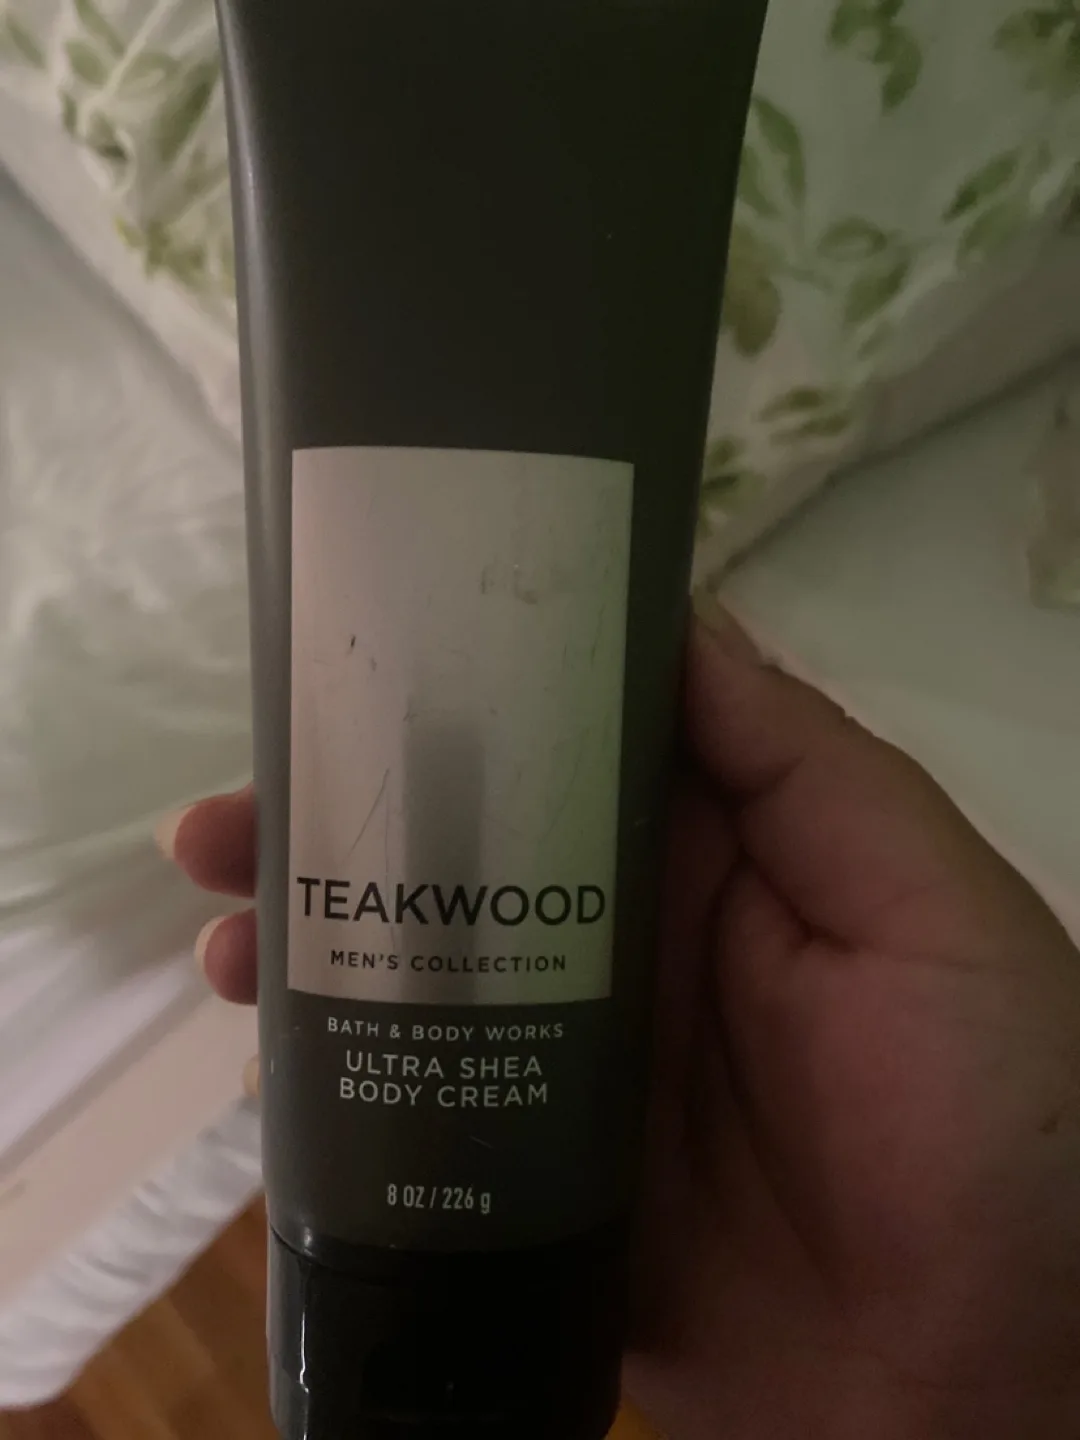 TEAKWOOD
MEN'S COLLECTION
BATH & BODY WORKS
ULTRA SHEA
BODY CREAM
8 OZ / 226 g